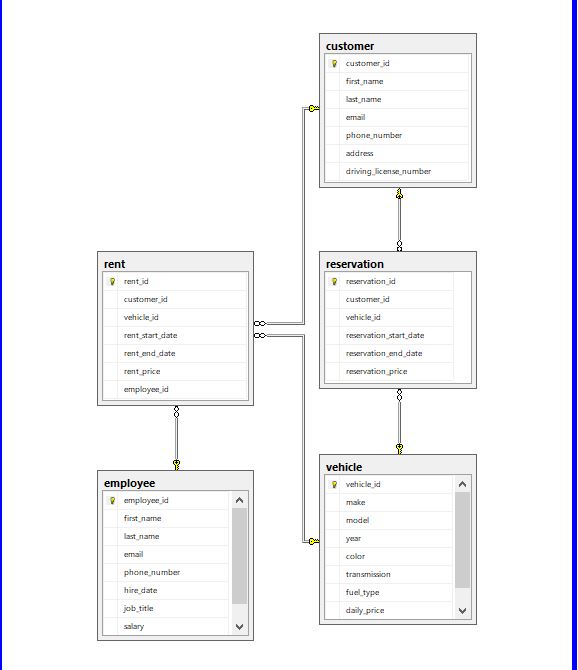 customer
customer_id
first_name
last_name
email
phone_number
address
driving_license_number
rent
rent_id
customer_id
vehicle_id
rent_start_date
rent_end_date
rent_price
employee_id
reservation
reservation_id
customer_id
vehicle_id
reservation_start_date
reservation_end_date
reservation_price
employee
employee_id
first_name
last_name
email
phone_number
hire_date
job_title
salary
vehicle
vehicle_id
make
model
year
color
transmission
fuel_type
daily_price